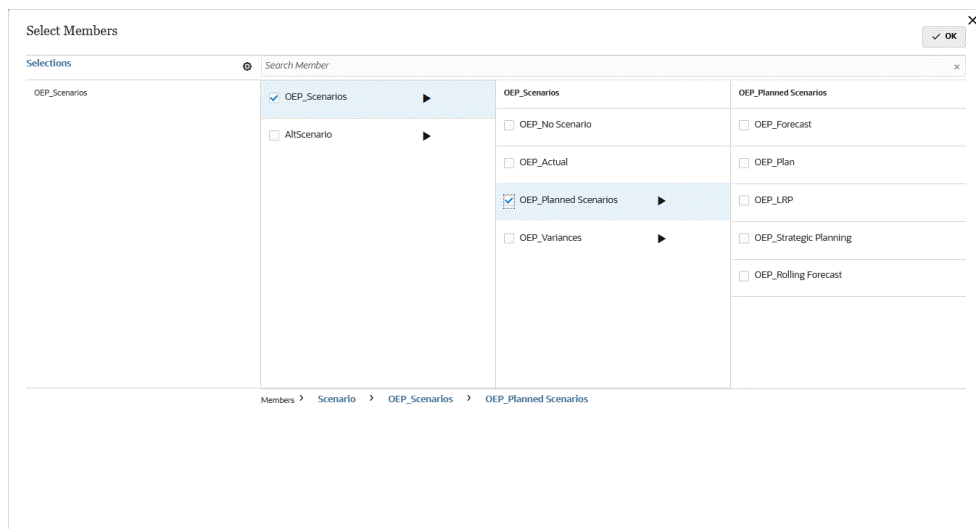 Select Members
OK
Selections
Search Member
OEP_Scenarios
OEP_Scenarios
AltScenario
OEP_Scenarios
OEP_No Scenario
OEP_Actual
OEP_Planned Scenarios
OEP_Variances
OEP_Planned Scenarios
OEP_Forecast
OEP_Plan
OEP_LRP
OEP_Strategic Planning
OEP_Rolling Forecast
Members > Scenario > OEP_Scenarios > OEP_Planned Scenarios